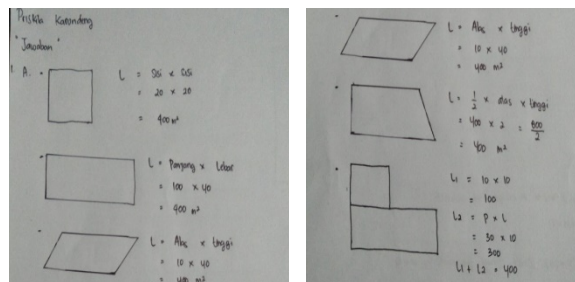 Priskila Karundeng
"Jawaban"
1. A.
L = Sisi x Sisi
= 20 x 20
= 400 m²
L = Panjang x Lebar
= 100 x 40
= 400 m²
L = Alas x tinggi
= 10 x 40
= 400 m²
L = Alas x tinggi
= 10 x 40
= 400 m²
L = 1/2 x alas x tinggi
= 400 x 2 = 800/2
= 400 m²
L1 = 10 x 10
= 100
L2 = P x L
= 30 x 10
= 300
L1 + L2 = 400